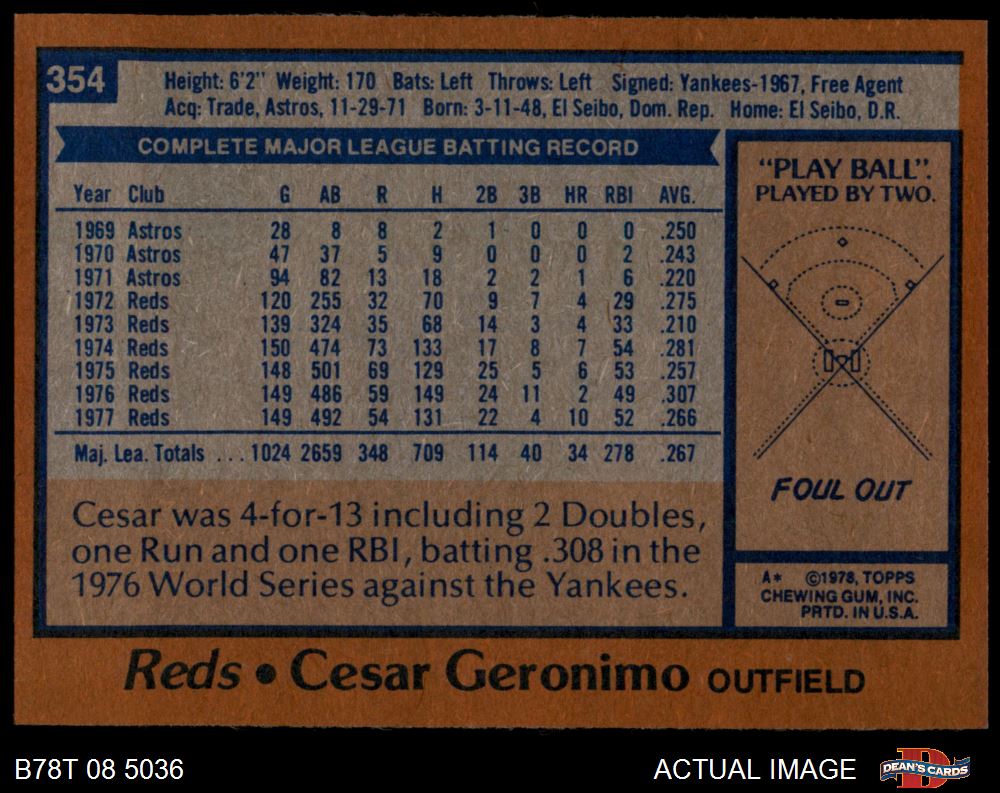 354
Height: 6'2" Weight: 170 Bats: Left Throws: Left Signed: Yankees-1967, Free Agent
Acq: Trade, Astros, 11-29-71 Born: 3-11-48, El Seibo, Dom. Rep. Home: El Seibo, D.R.
COMPLETE MAJOR LEAGUE BATTING RECORD
Year Club G AB R H 2B 3B HR RBI AVG.
1969 Astros 28 8 8 2 1 0 0 0 .250
1970 Astros 47 37 5 9 0 0 0 2 .243
1971 Astros 94 82 13 18 2 2 1 6 .220
1972 Reds 120 255 32 70 9 7 4 29 .275
1973 Reds 139 324 35 68 14 3 4 33 .210
1974 Reds 150 474 73 133 17 8 7 54 .281
1975 Reds 148 501 69 129 25 5 6 53 .257
1976 Reds 149 486 59 149 24 11 2 49 .307
1977 Reds 149 492 54 131 22 4 10 52 .266
Maj. Lea. Totals ... 1024 2659 348 709 114 40 34 278 .267
Cesar was 4-for-13 including 2 Doubles,
one Run and one RBI, batting .308 in the
1976 World Series against the Yankees.
"PLAY BALL".
PLAYED BY TWO.
FOUL OUT
A* ©1978, TOPPS
CHEWING GUM, INC.
PRTD. IN U.S.A.
Reds • Cesar Geronimo OUTFIELD
B78T 08 5036
ACTUAL IMAGE
DEAN'S CARDS